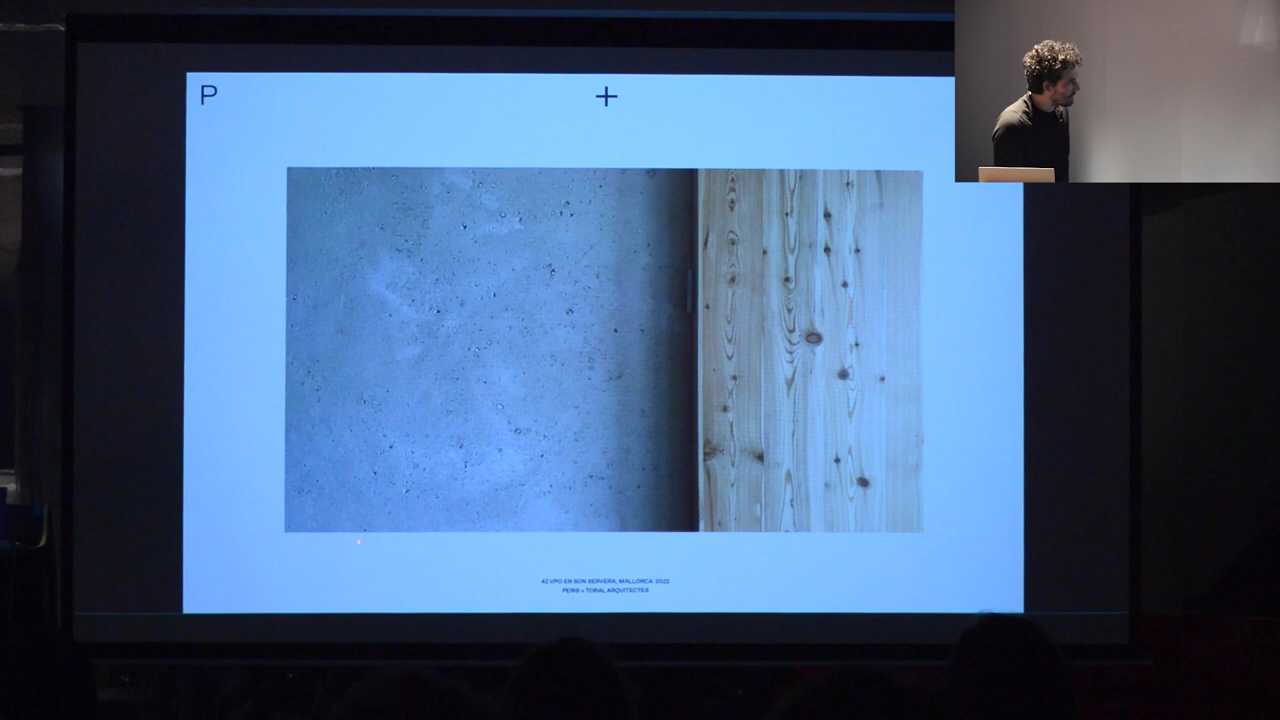 P +
42 VPO EN SON SERVERA, MALLORCA. 2022
PERIS + TORAL ARQUITECTES